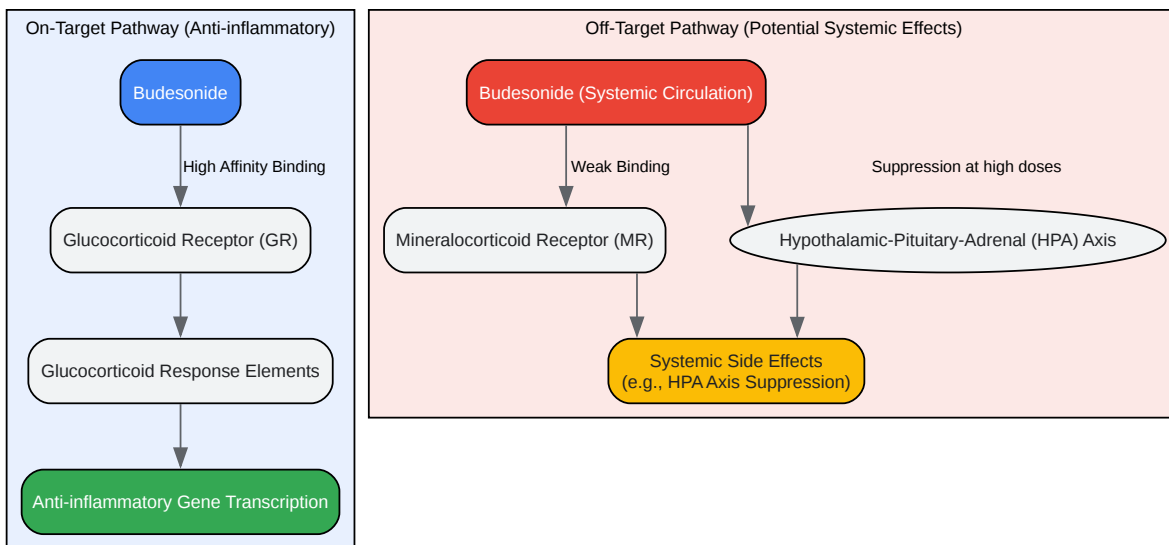 On-Target Pathway (Anti-inflammatory)
Budesonide
High Affinity Binding
Glucocorticoid Receptor (GR)
Glucocorticoid Response Elements
Anti-inflammatory Gene Transcription
Off-Target Pathway (Potential Systemic Effects)
Budesonide (Systemic Circulation)
Weak Binding
Suppression at high doses
Mineralocorticoid Receptor (MR)
Hypothalamic-Pituitary-Adrenal (HPA) Axis
Systemic Side Effects
(e.g., HPA Axis Suppression)